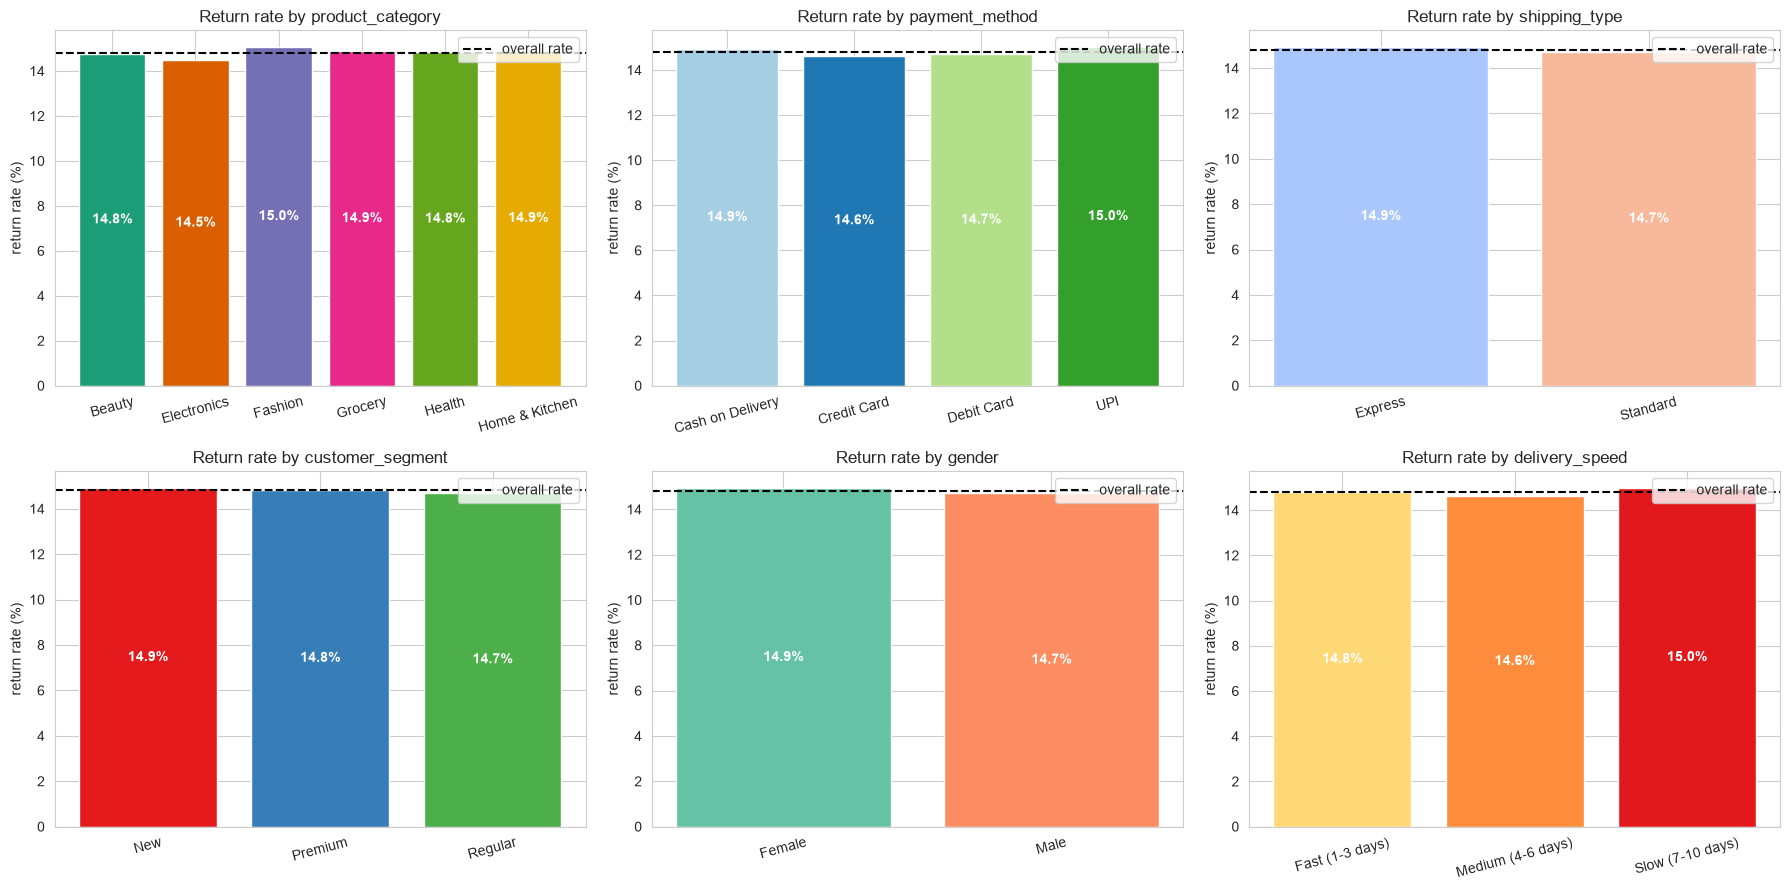 Return rate by product_category
overall rate
return rate (%)
14
12
10
8
6
4
2
0
14.8%
14.5%
15.0%
14.9%
14.8%
14.9%
Beauty
Electronics
Fashion
Grocery
Health
Home & Kitchen
Return rate by payment_method
overall rate
return rate (%)
14
12
10
8
6
4
2
0
14.9%
14.6%
14.7%
15.0%
Cash on Delivery
Credit Card
Debit Card
UPI
Return rate by shipping_type
overall rate
return rate (%)
14
12
10
8
6
4
2
0
14.9%
14.7%
Express
Standard
Return rate by customer_segment
overall rate
return rate (%)
14
12
10
8
6
4
2
0
14.9%
14.8%
14.7%
New
Premium
Regular
Return rate by gender
overall rate
return rate (%)
14
12
10
8
6
4
2
0
14.9%
14.7%
Female
Male
Return rate by delivery_speed
overall rate
return rate (%)
14
12
10
8
6
4
2
0
14.8%
14.6%
15.0%
Fast (1-3 days)
Medium (4-6 days)
Slow (7-10 days)